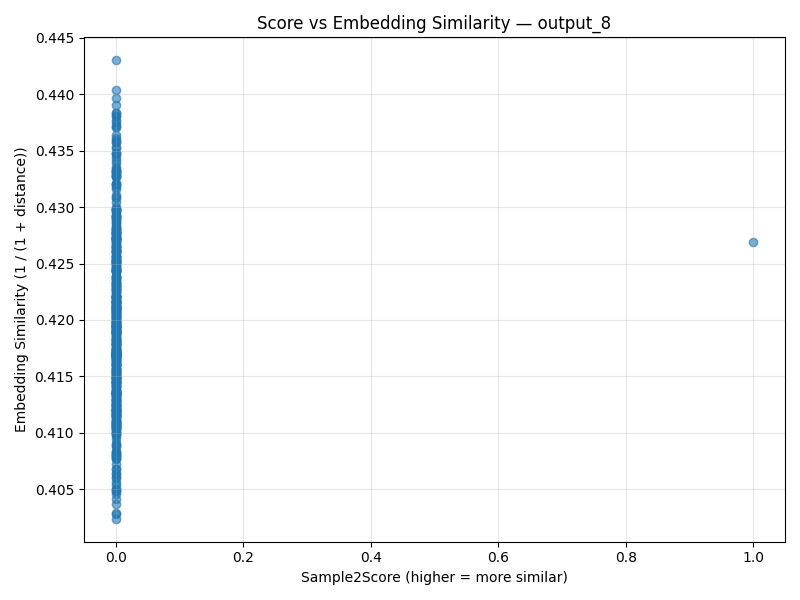 Score vs Embedding Similarity — output_8
Embedding Similarity (1 / (1 + distance))
0.445
0.440
0.435
0.430
0.425
0.420
0.415
0.410
0.405
0.0 0.2 0.4 0.6 0.8 1.0
Sample2Score (higher = more similar)